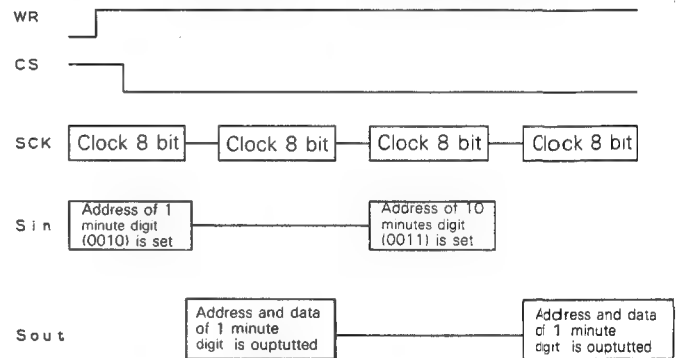 WR
CS
SCK
Clock 8 bit
Clock 8 bit
Clock 8 bit
Clock 8 bit
Sin
Address of 1
minute digit
(0010) is set
Address of 10
minutes digit
(0011) is set
Sout
Address and data
of 1 minute
digit is ouptutted
Address and data
of 1 minute
digit is ouptutted